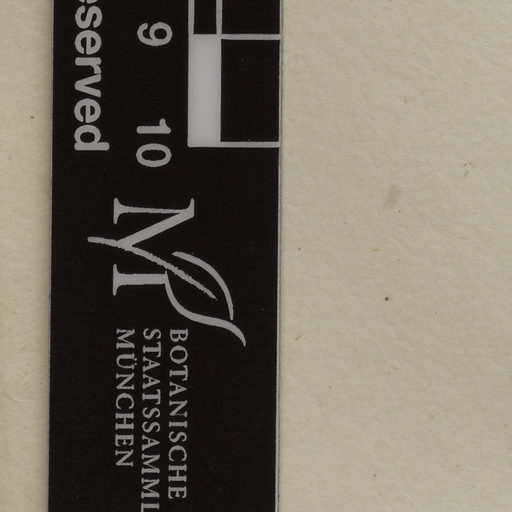 eserved
9 10
M
BOTANISCHE
STAATSSAMML
MÜNCHEN